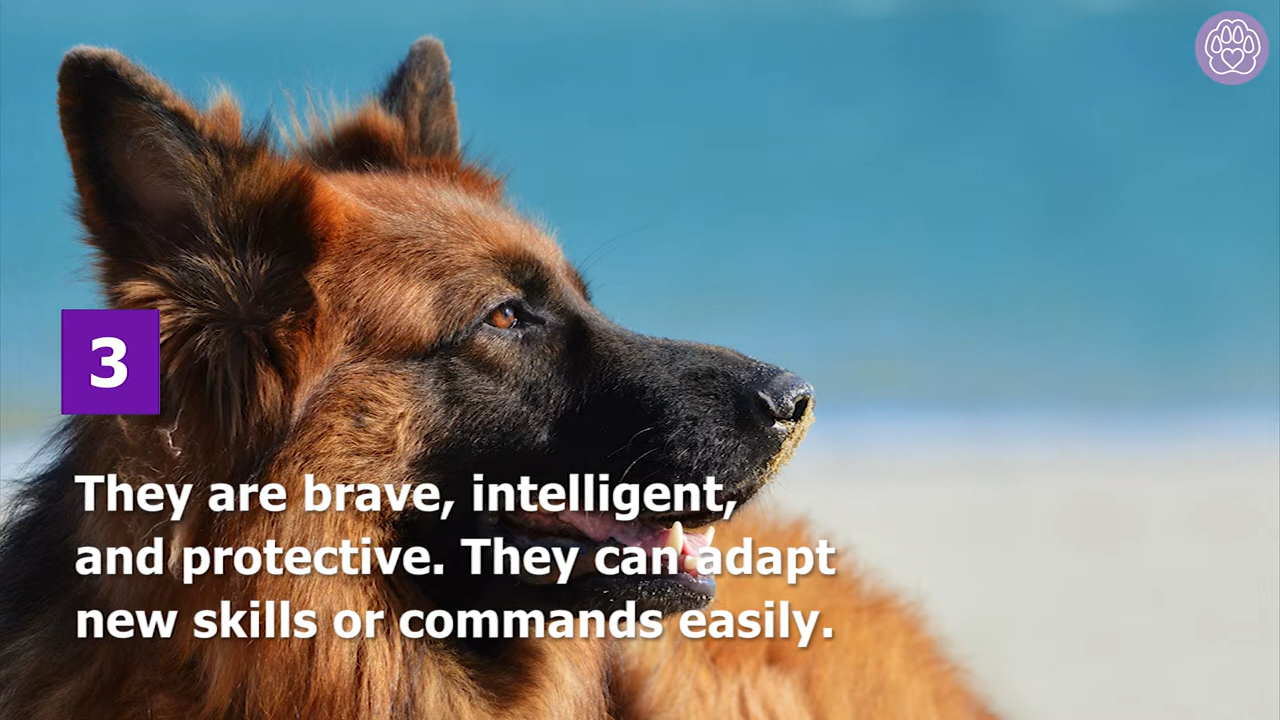 3
They are brave, intelligent,
and protective. They can adapt
new skills or commands easily.